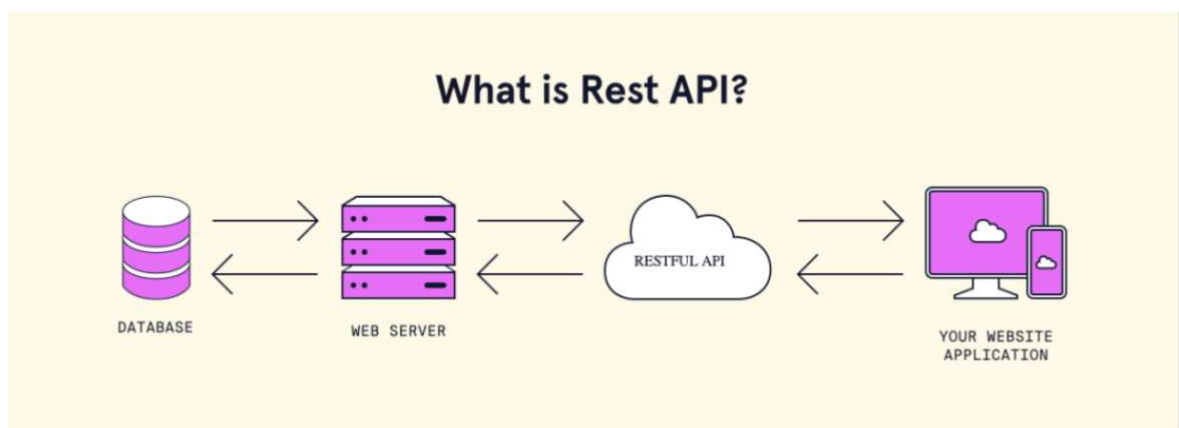 What is Rest API?
RESTFUL API
DATABASE
WEB SERVER
YOUR WEBSITE
APPLICATION